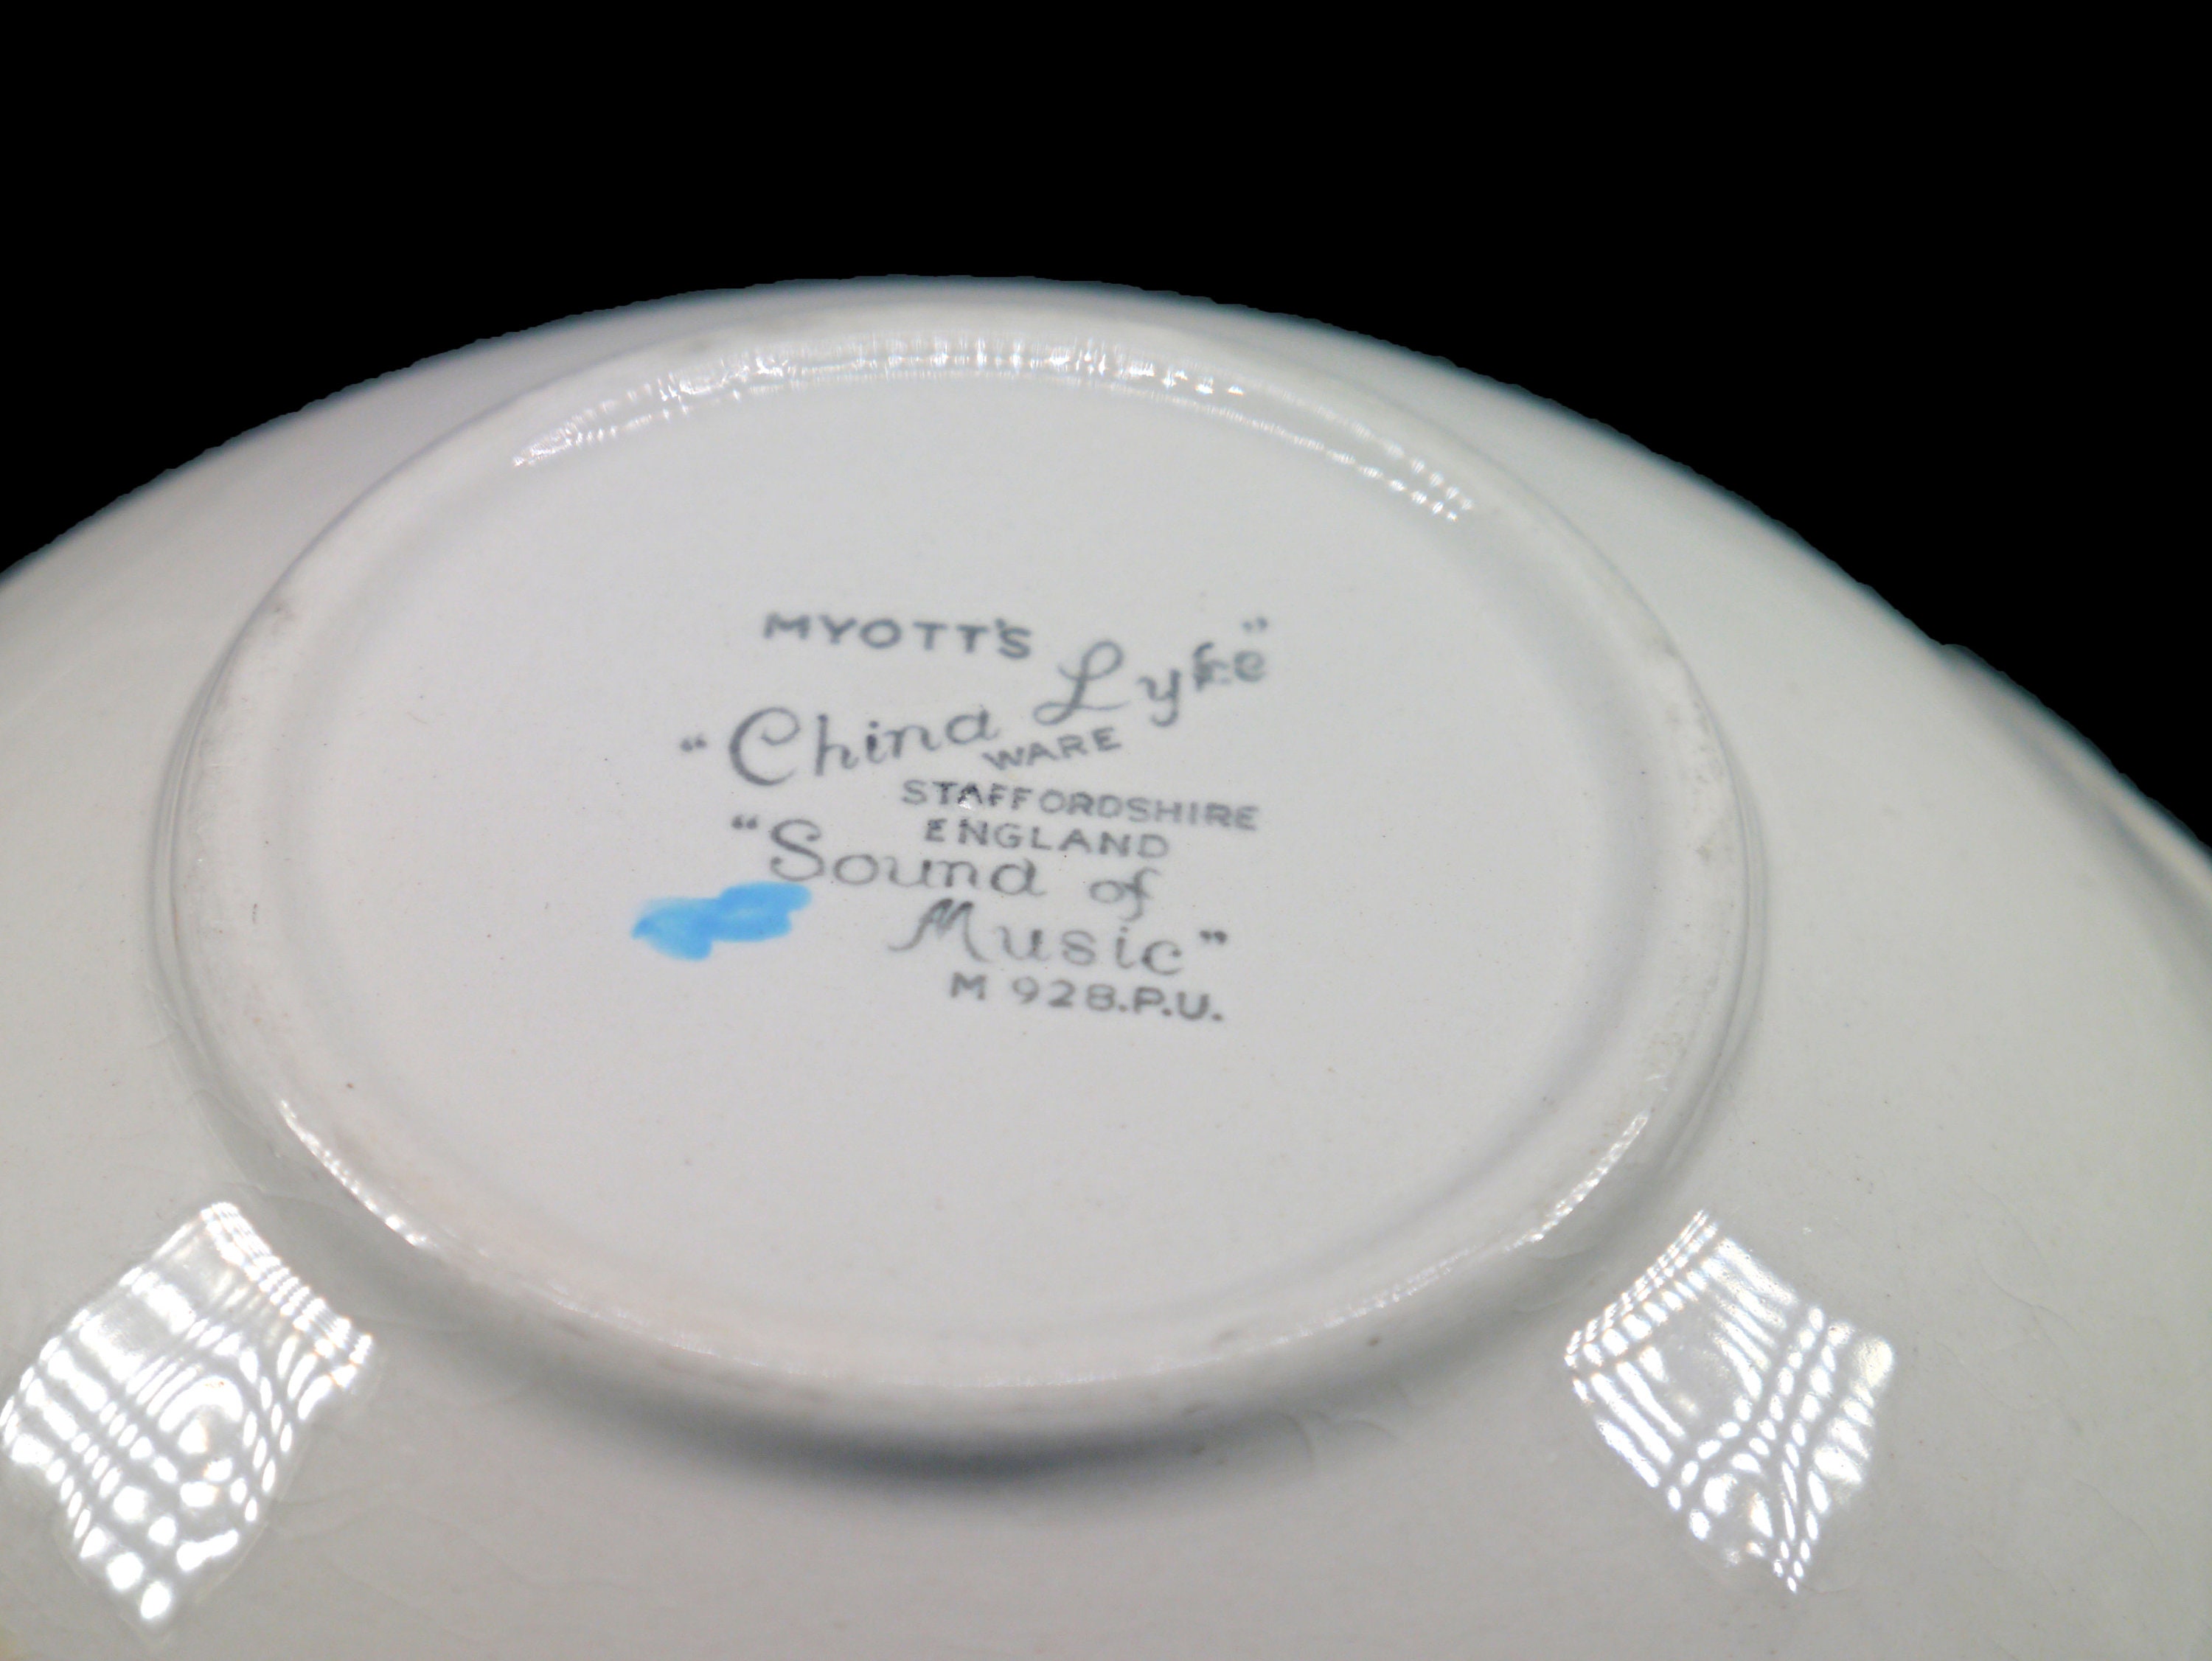 MYOTT'S
"China Lyke"
WARE
STAFFORDSHIRE
ENGLAND
"Sound of
Music"
M 928.P.U.